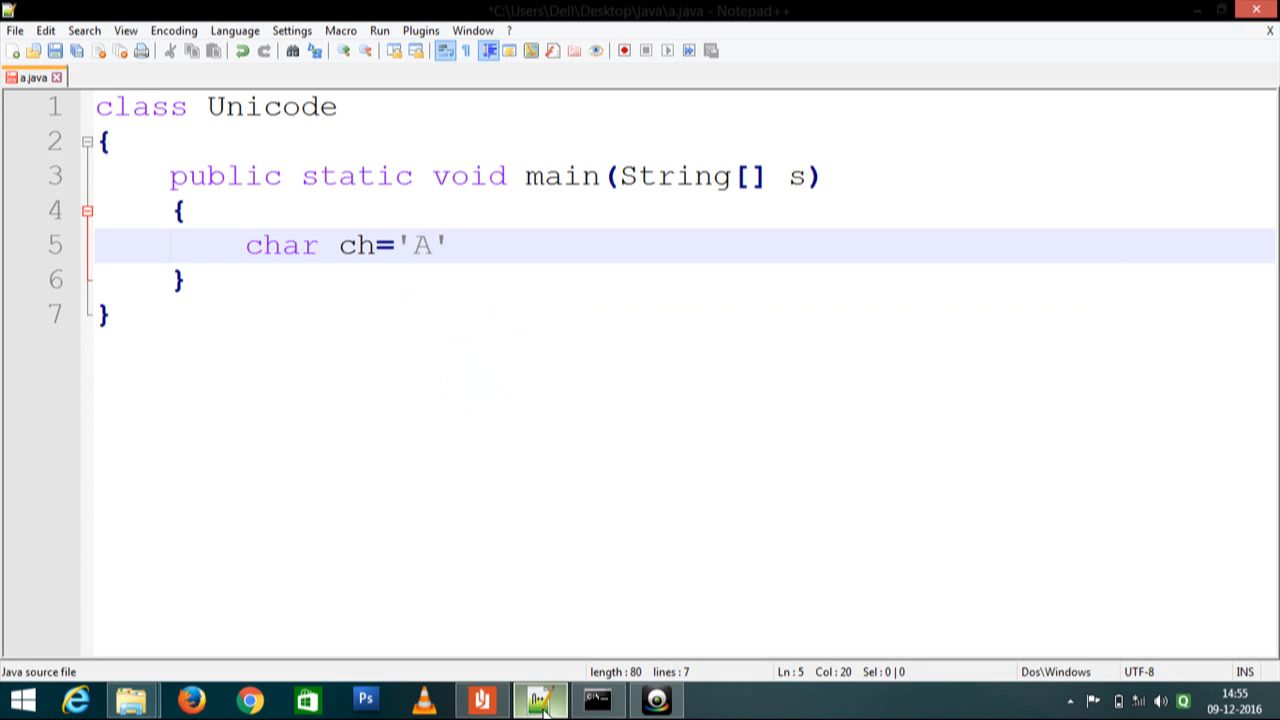 *C:\Users\Dell\Desktop\java\a.java - Notepad++
File Edit Search View Encoding Language Settings Macro Run Plugins Window ? X
a.java
1 class Unicode
2 {
3 public static void main(String[] s)
4 {
5 char ch='A'
6 }
7 }
Java source file length : 80 lines : 7 Ln : 5 Col : 20 Sel : 0 | 0 Dos\Windows UTF-8 INS
Ps
14:55
09-12-2016